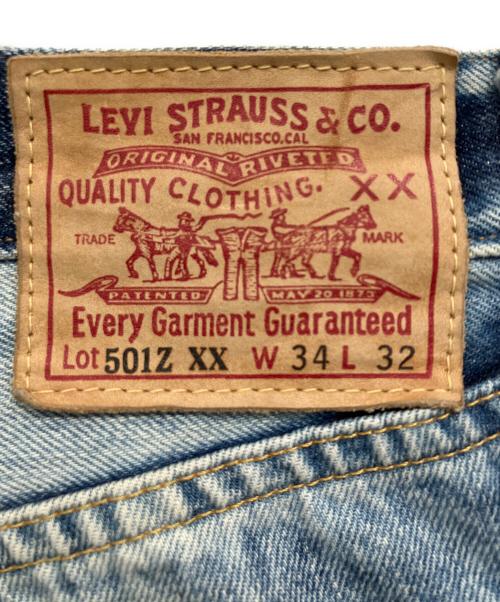 LEVI STRAUSS & CO.
SAN FRANCISCO,CAL
ORIGINAL RIVETED
QUALITY CLOTHING. XX
TRADE MARK
PATENTED MAY 20 1873
Every Garment Guaranteed
Lot 501Z XX W 34 L 32